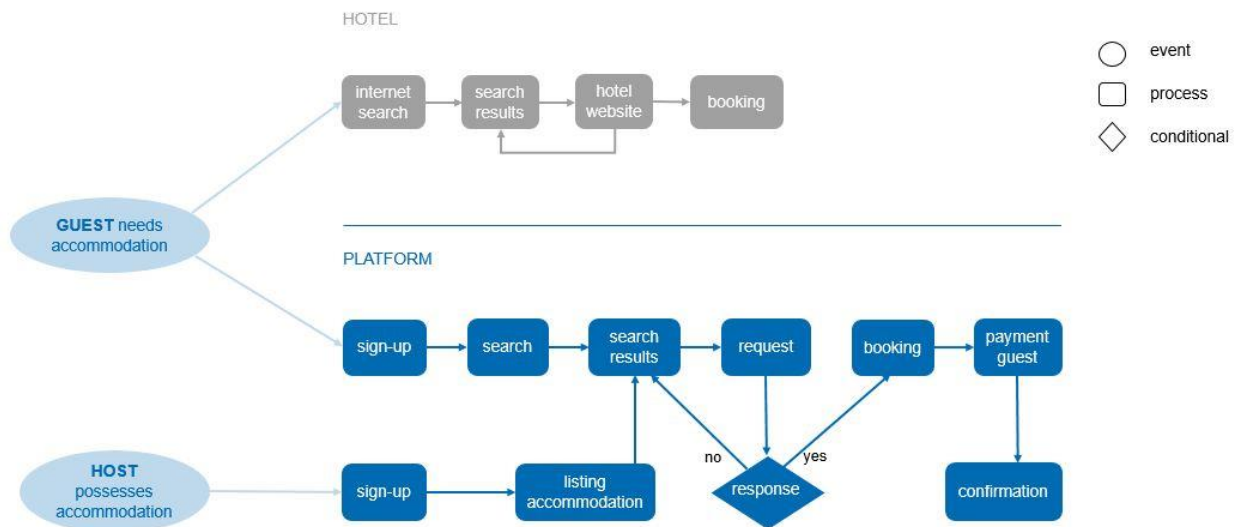 HOTEL
event
internet
search
search
results
hotel
website
booking
process
conditional
GUEST needs
accommodation
PLATFORM
sign-up
search
search
results
request
booking
payment
guest
no
yes
HOST
possesses
accommodation
sign-up
listing
accommodation
response
confirmation